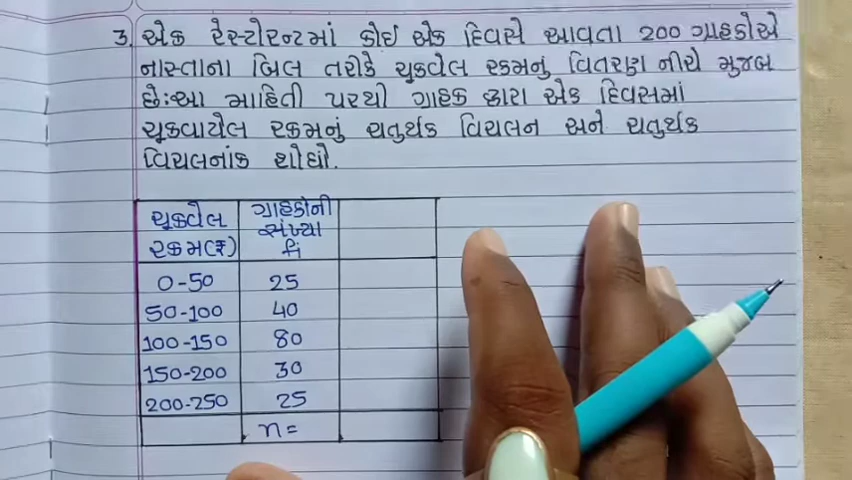 3. એક રેસ્ટોરન્ટમાં કોઈ એક દિવસે આવતા 200 ગ્રાહકોએ
નાસ્તાના બિલ તરીકે ચૂકવેલ રકમનુ વિતરણ નીચે મુજબ
છેઃઆ માહિતી પરથી ગ્રાહક દ્વારા એક દિવસમાં
ચૂકવાયેલ રકમનું ચતુર્થક વિચલન અને ચતુર્થક
વિચલનાંક શોધો.
ચૂકવેલ રકમ(₹) ગ્રાહકોની સંખ્યા fi
0-50 25
50-100 40
100-150 80
150-200 30
200-250 25
n=